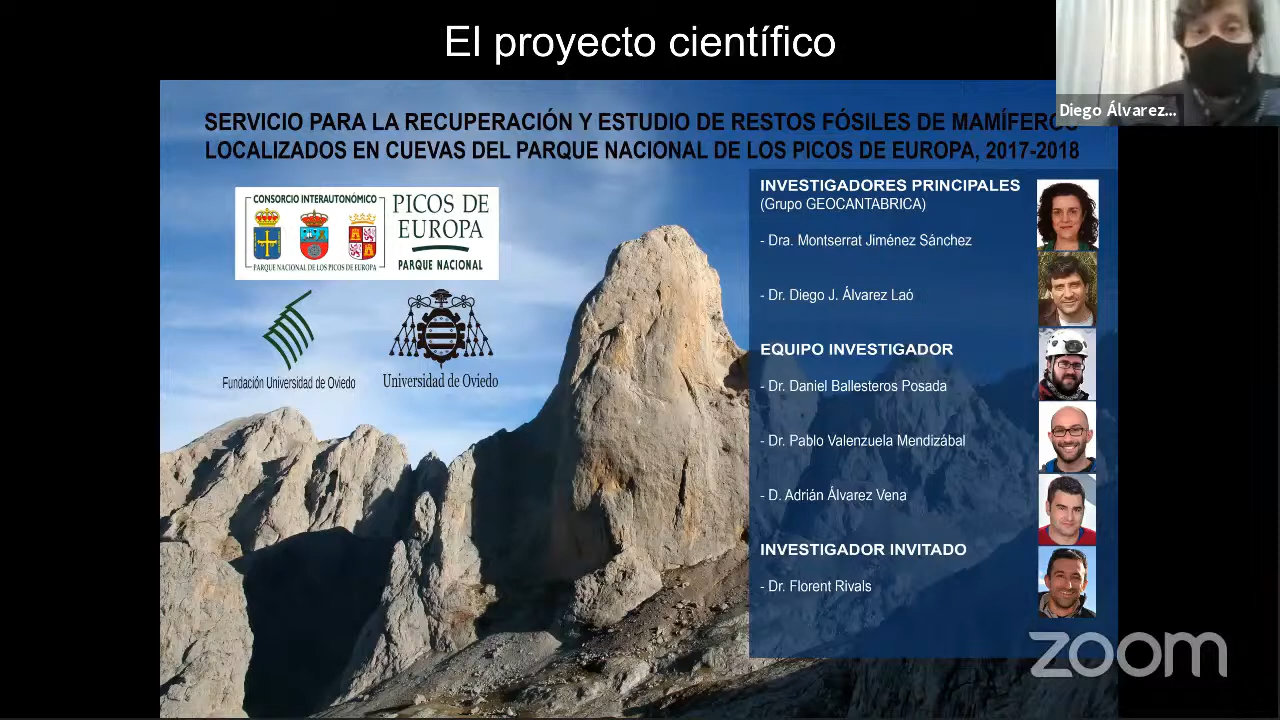 El proyecto científico
Diego Álvarez...
SERVICIO PARA LA RECUPERACIÓN Y ESTUDIO DE RESTOS FÓSILES DE MAMÍFEROS
LOCALIZADOS EN CUEVAS DEL PARQUE NACIONAL DE LOS PICOS DE EUROPA, 2017-2018
CONSORCIO INTERAUTONÓMICO
PARQUE NACIONAL DE LOS PICOS DE EUROPA
PICOS DE
EUROPA
PARQUE NACIONAL
Fundación Universidad de Oviedo
Universidad de Oviedo
INVESTIGADORES PRINCIPALES
(Grupo GEOCANTABRICA)
- Dra. Montserrat Jiménez Sánchez
- Dr. Diego J. Álvarez Laó
EQUIPO INVESTIGADOR
- Dr. Daniel Ballesteros Posada
- Dr. Pablo Valenzuela Mendizábal
- D. Adrián Álvarez Vena
INVESTIGADOR INVITADO
- Dr. Florent Rivals
zoom